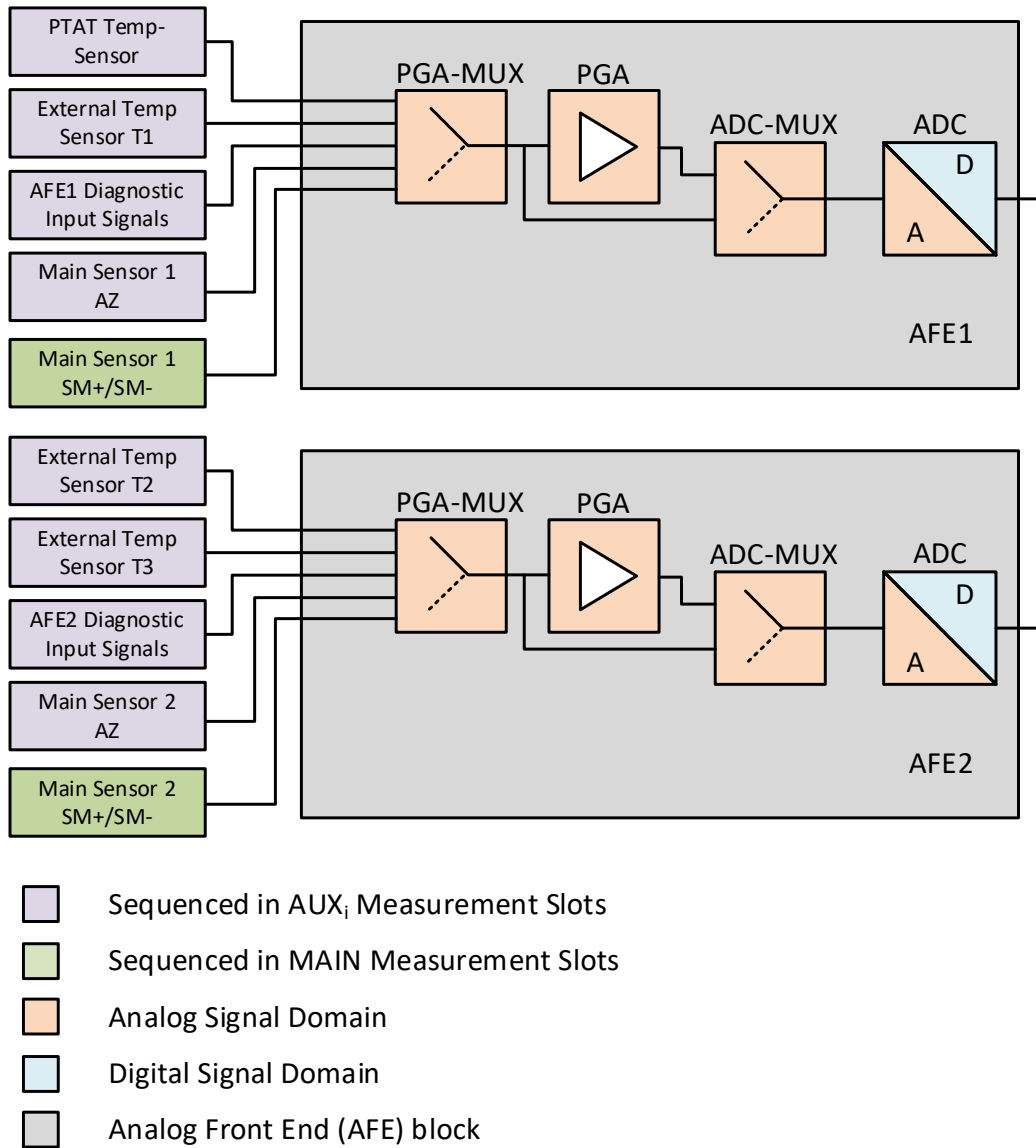 PTAT Temp-
Sensor
External Temp
Sensor T1
AFE1 Diagnostic
Input Signals
Main Sensor 1
AZ
Main Sensor 1
SM+/SM-
PGA-MUX
PGA
ADC-MUX
ADC
D
A
AFE1
External Temp
Sensor T2
External Temp
Sensor T3
AFE2 Diagnostic
Input Signals
Main Sensor 2
AZ
Main Sensor 2
SM+/SM-
PGA-MUX
PGA
ADC-MUX
ADC
D
A
AFE2
Sequenced in AUXi Measurement Slots
Sequenced in MAIN Measurement Slots
Analog Signal Domain
Digital Signal Domain
Analog Front End (AFE) block